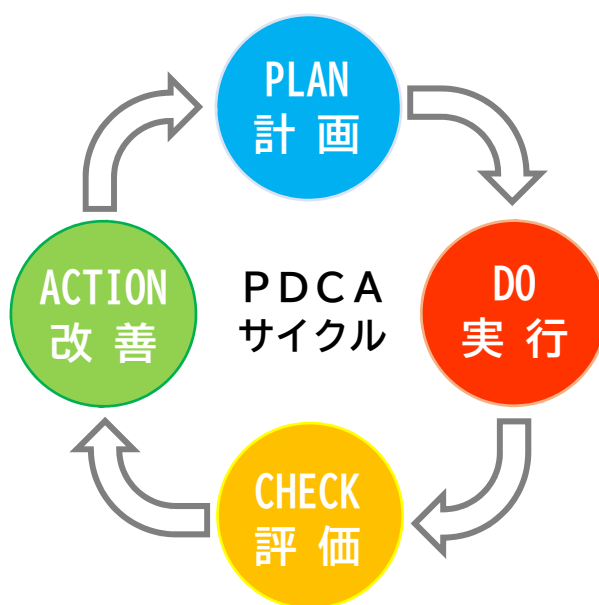 PLAN
計 画
DO
実 行
CHECK
評 価
ACTION
改 善
PDCA
サイクル